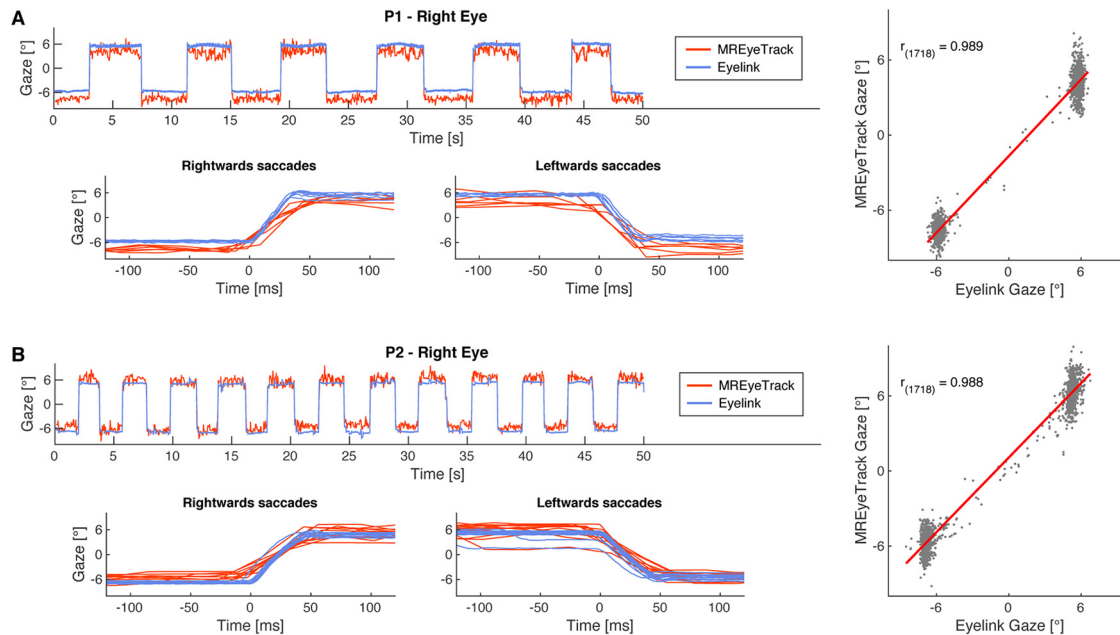 A
P1 - Right Eye
Gaze [°]
6
0
-6
0 5 10 15 20 25 30 35 40 45 50
Time [s]
MREyeTrack
Eyelink
Rightwards saccades
Gaze [°]
6
0
-6
-100 -50 0 50 100
Time [ms]
Leftwards saccades
6
0
-6
-100 -50 0 50 100
Time [ms]
r(1718) = 0.989
MREyeTrack Gaze [°]
6
0
-6
-6 0 6
Eyelink Gaze [°]
B
P2 - Right Eye
Gaze [°]
6
0
-6
0 5 10 15 20 25 30 35 40 45 50
Time [s]
MREyeTrack
Eyelink
Rightwards saccades
Gaze [°]
6
0
-6
-100 -50 0 50 100
Time [ms]
Leftwards saccades
6
0
-6
-100 -50 0 50 100
Time [ms]
r(1718) = 0.988
MREyeTrack Gaze [°]
6
0
-6
-6 0 6
Eyelink Gaze [°]